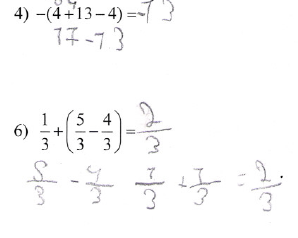 4) -(4+13-4) = -13
17-13
6) 1/3 + (5/3 - 4/3) = 2/3
5/3 - 4/3 1/3 + 1/3 = 2/3